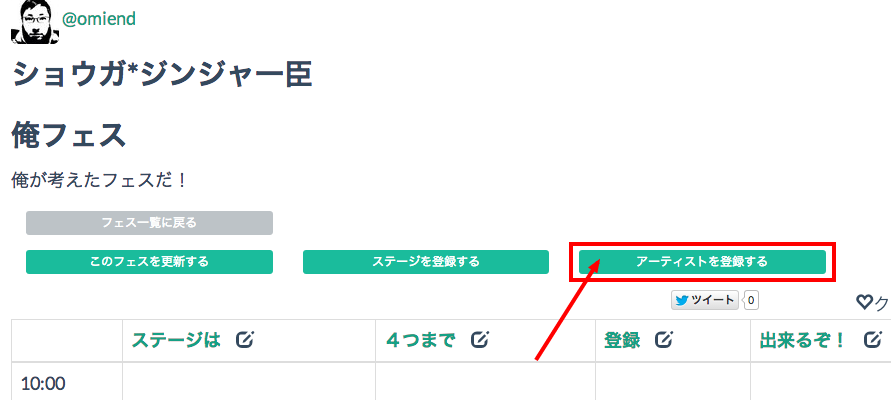 @omiend
ショウガ*ジンジャー臣
俺フェス
俺が考えたフェスだ！
フェス一覧に戻る
このフェスを更新する ステージを登録する アーティストを登録する
ツイート 0 ク
ステージは ４つまで 登録 出来るぞ！
10:00